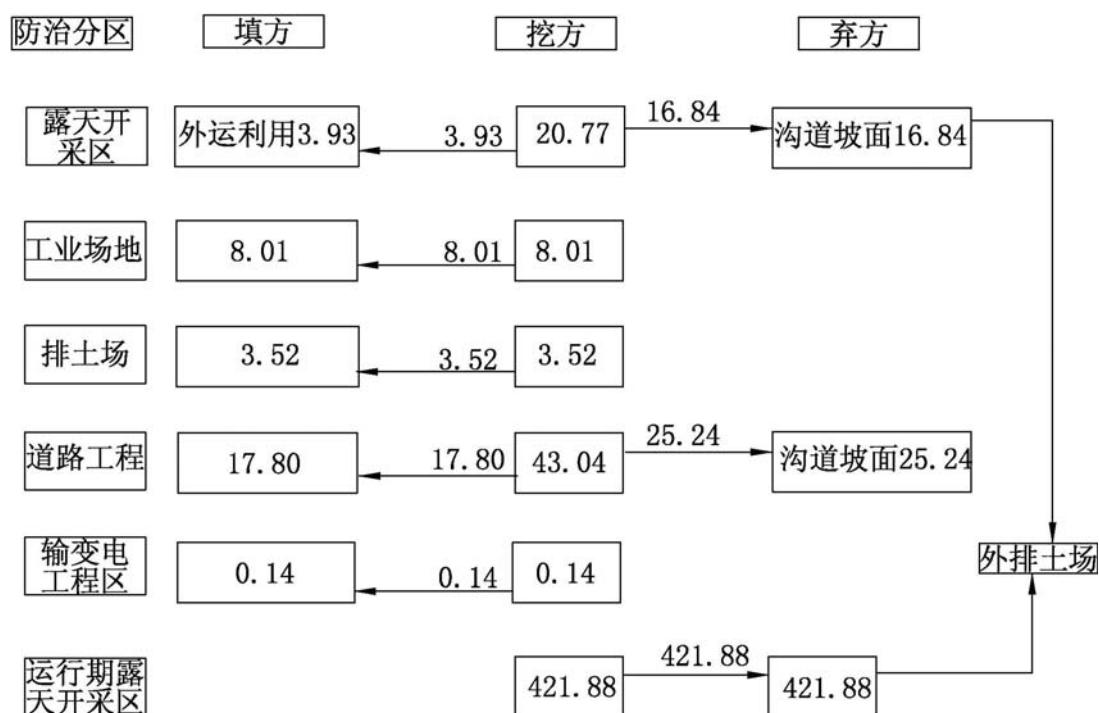 防治分区 填方 挖方 弃方
露天开
采区
外运利用3.93
3.93
20.77
16.84
沟道坡面16.84
工业场地
8.01
8.01
8.01
排土场
3.52
3.52
3.52
道路工程
17.80
17.80
43.04
25.24
沟道坡面25.24
输变电
工程区
0.14
0.14
0.14
外排土场
运行期露
天开采区
421.88
421.88
421.88